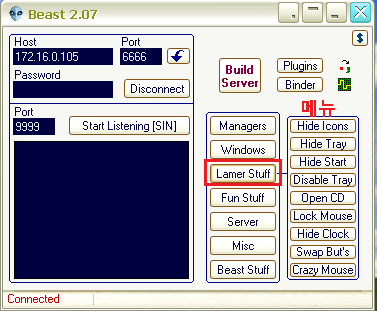 Beast 2.07
Host
Port
172.16.0.105
6666
Password
Disconnect
Port
9999
Start Listening [SIN]
$
Build
Server
Plugins
Binder
메뉴
Managers
Windows
Lamer Stuff
Fun Stuff
Server
Misc
Beast Stuff
Hide Icons
Hide Tray
Hide Start
Disable Tray
Open CD
Lock Mouse
Hide Clock
Swap But's
Crazy Mouse
Connected